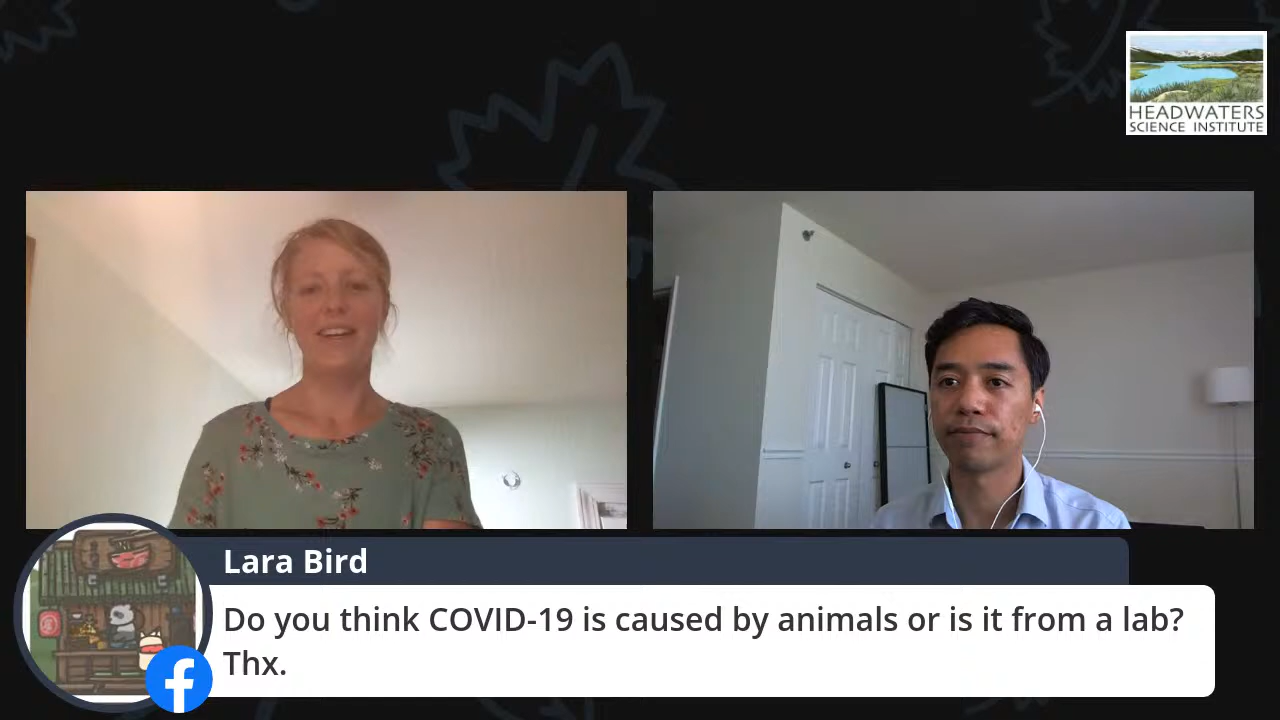 HEADWATERS
SCIENCE INSTITUTE
Lara Bird
Do you think COVID-19 is caused by animals or is it from a lab?
Thx.